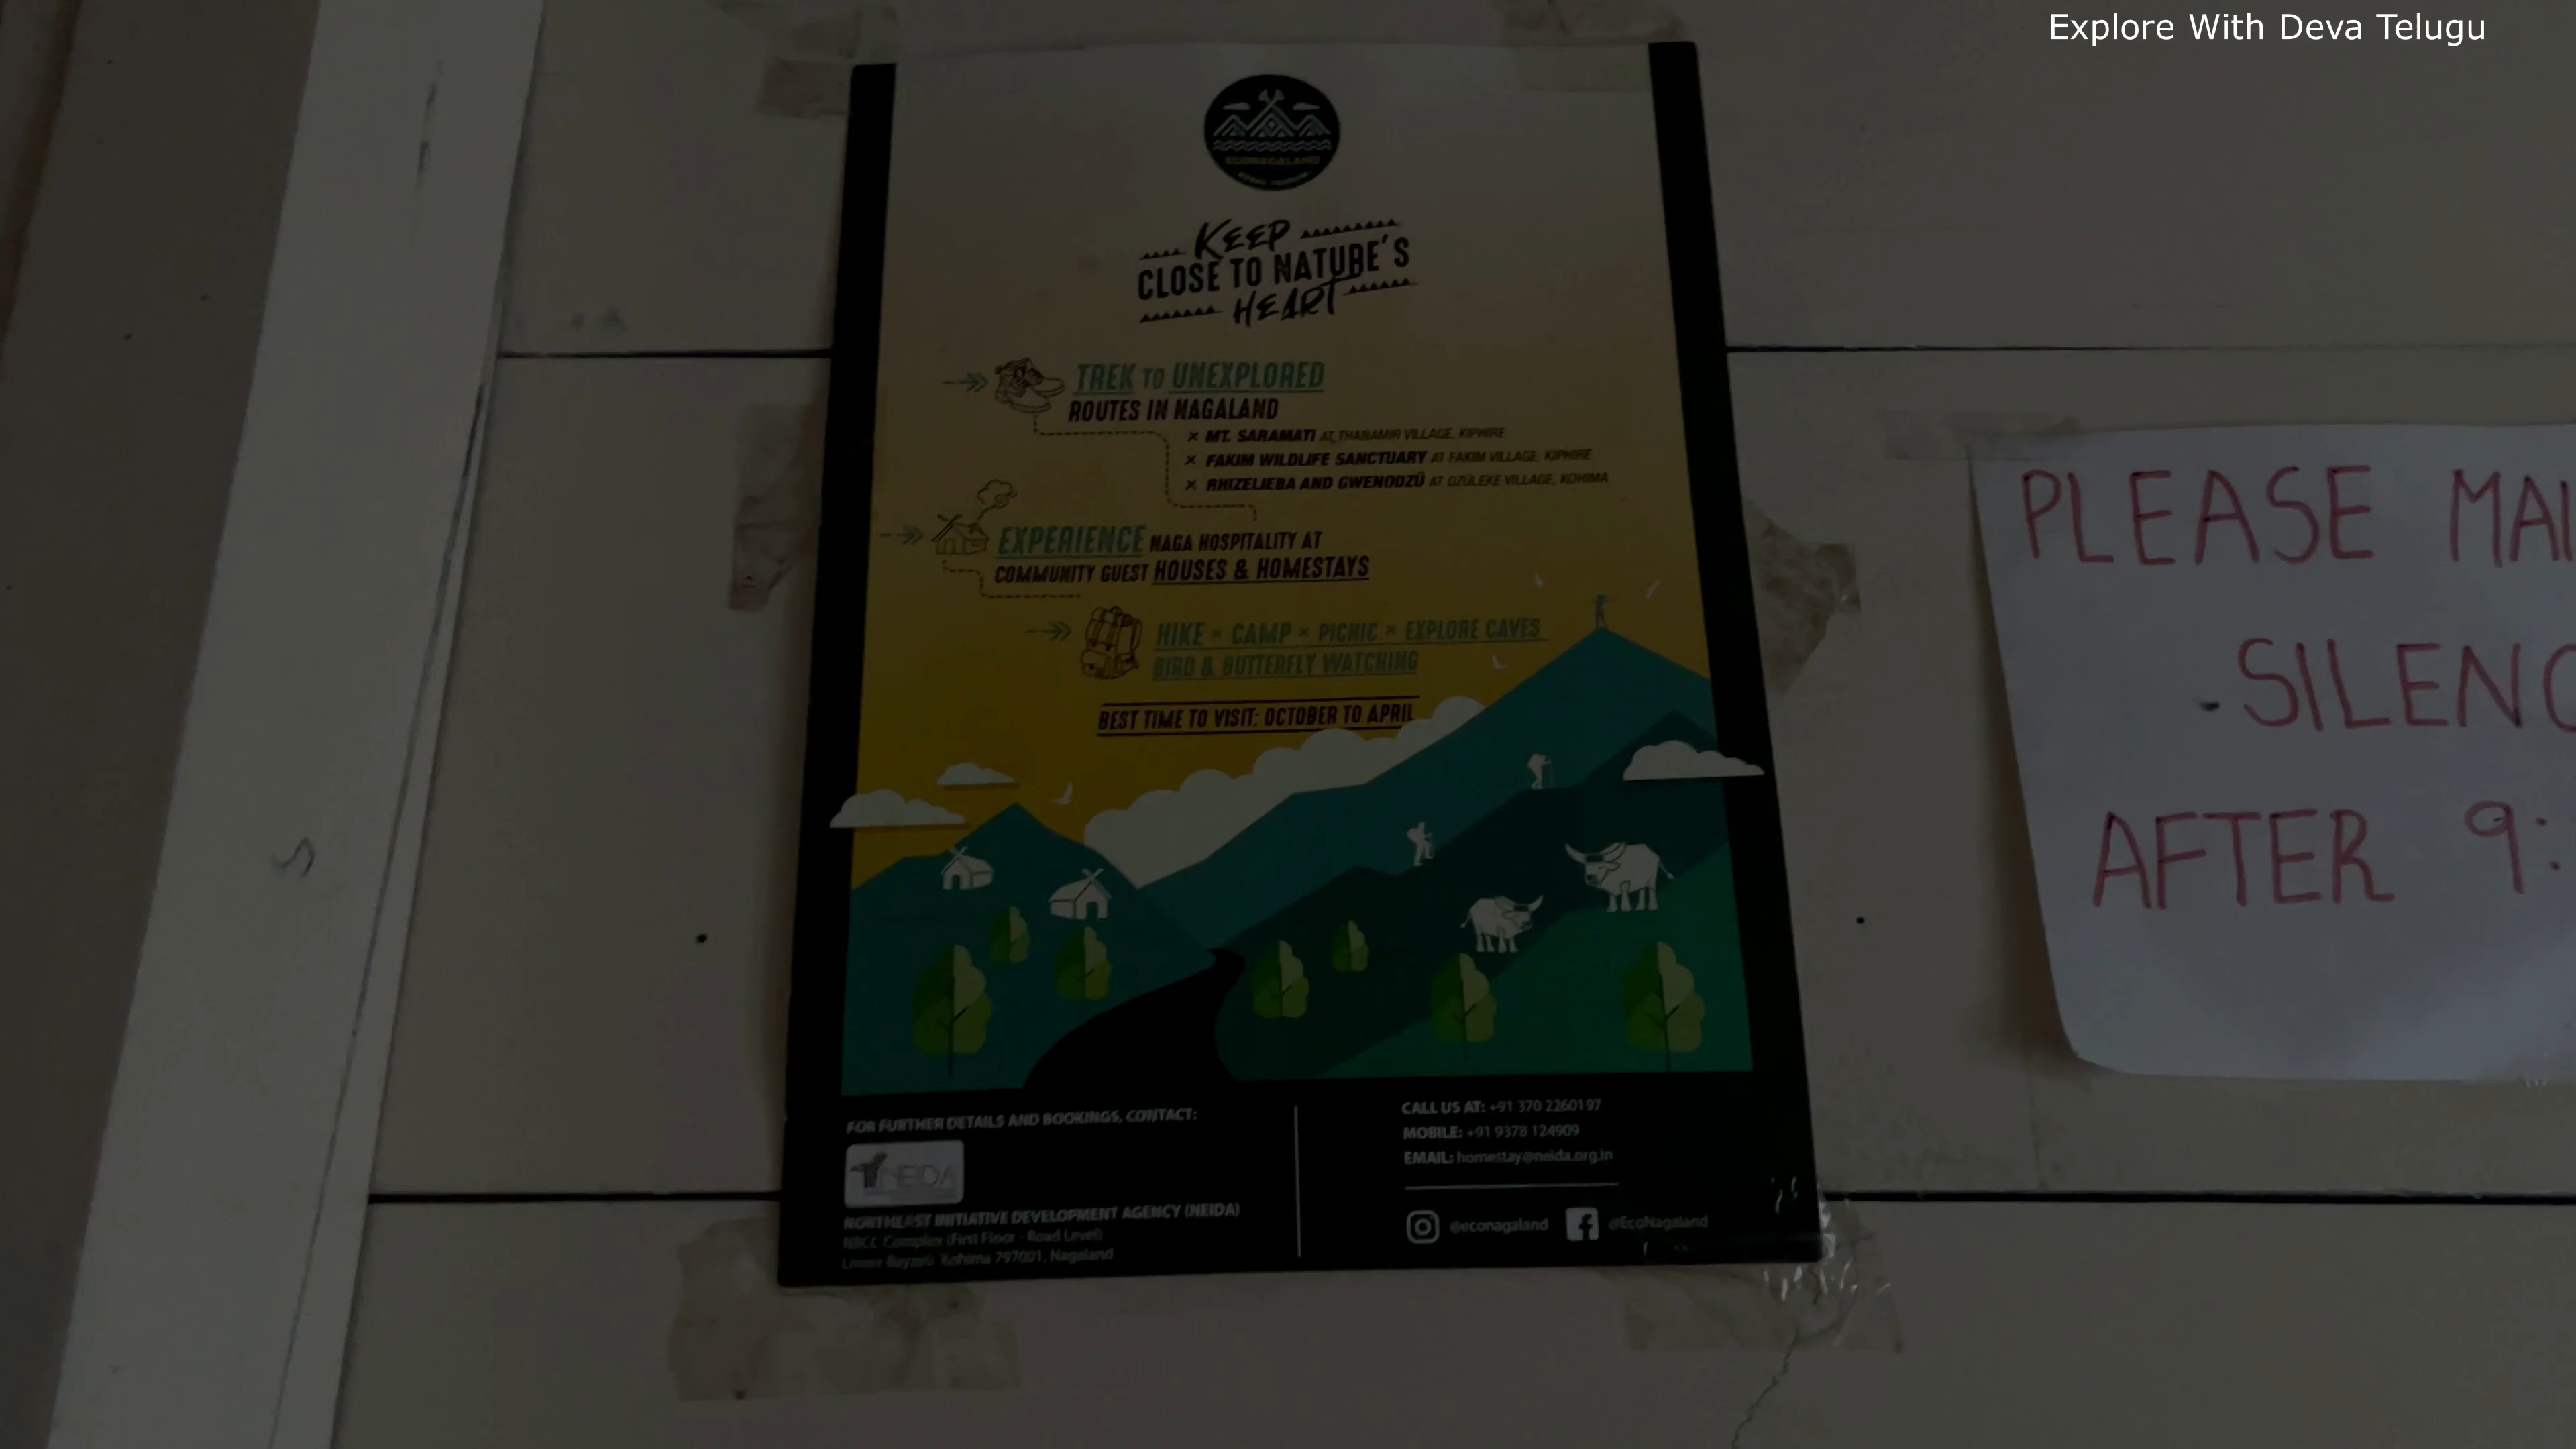 Explore With Deva Telugu
ECONAGALAND
KEEP
CLOSE TO NATURE'S
HEART
TREK TO UNEXPLORED
ROUTES IN NAGALAND
× MT. SARAMATI AT THANAMIR VILLAGE, KIPHIRE
× FAKIM WILDLIFE SANCTUARY AT FAKIM VILLAGE, KIPHIRE
× RHIZELIEBA AND GWENODZÜ AT DZÜLEKE VILLAGE, KOHIMA
EXPERIENCE NAGA HOSPITALITY AT
COMMUNITY GUEST HOUSES & HOMESTAYS
HIKE × CAMP × PICNIC × EXPLORE CAVES
BIRD & BUTTERFLY WATCHING
BEST TIME TO VISIT: OCTOBER TO APRIL
FOR FURTHER DETAILS AND BOOKINGS, CONTACT:
NEIDA
NORTHEAST INITIATIVE DEVELOPMENT AGENCY (NEIDA)
NBCC Complex (First Floor - Road Level)
Lower Bayavü, Kohima 797001, Nagaland
CALL US AT: +91 370 2260197
MOBILE: +91 9378 124909
EMAIL: homestay@neida.org.in
@econagaland @EcoNagaland
PLEASE MAI
SILENC
AFTER 9: